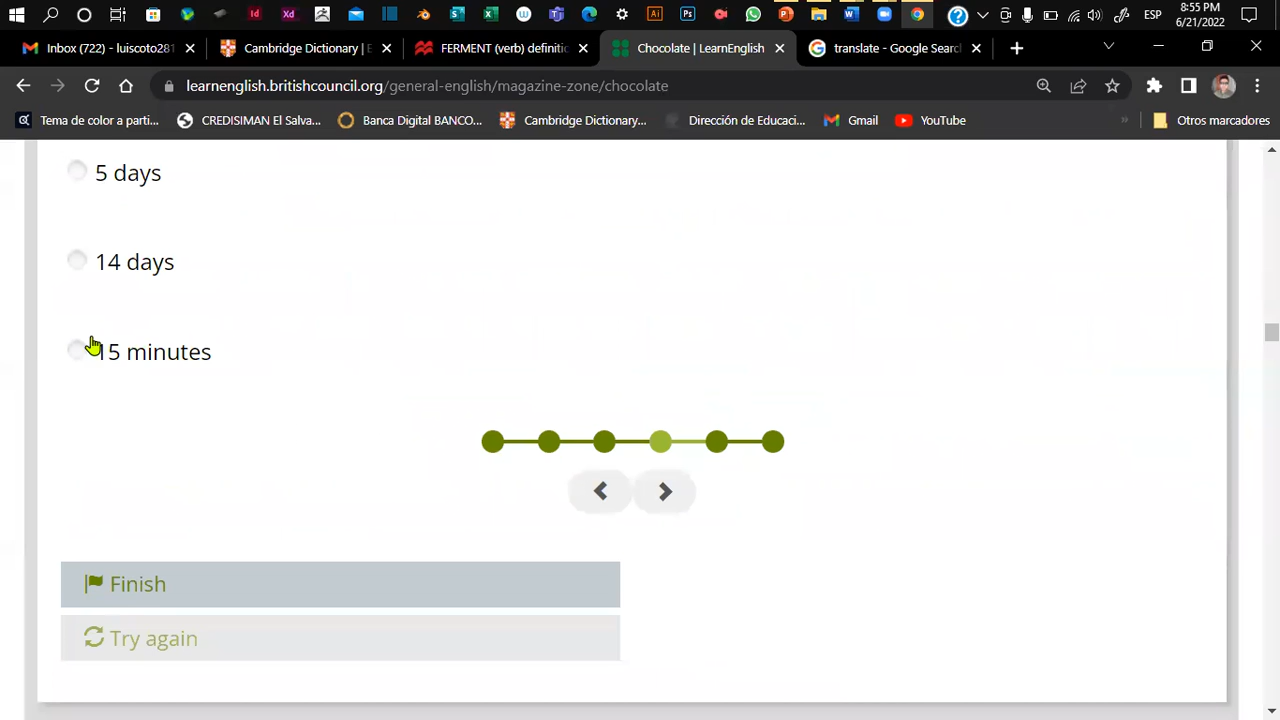 8:55 PM
ESP
6/21/2022
Inbox (722) - luiscoto281
Cambridge Dictionary | E
FERMENT (verb) definitic
Chocolate | LearnEnglish
translate - Google Searc
learnenglish.britishcouncil.org/general-english/magazine-zone/chocolate
Tema de color a parti...
CREDISIMAN El Salva...
Banca Digital BANCO...
Cambridge Dictionary...
Dirección de Educaci...
Gmail
YouTube
Otros marcadores
5 days
14 days
15 minutes
Finish
Try again